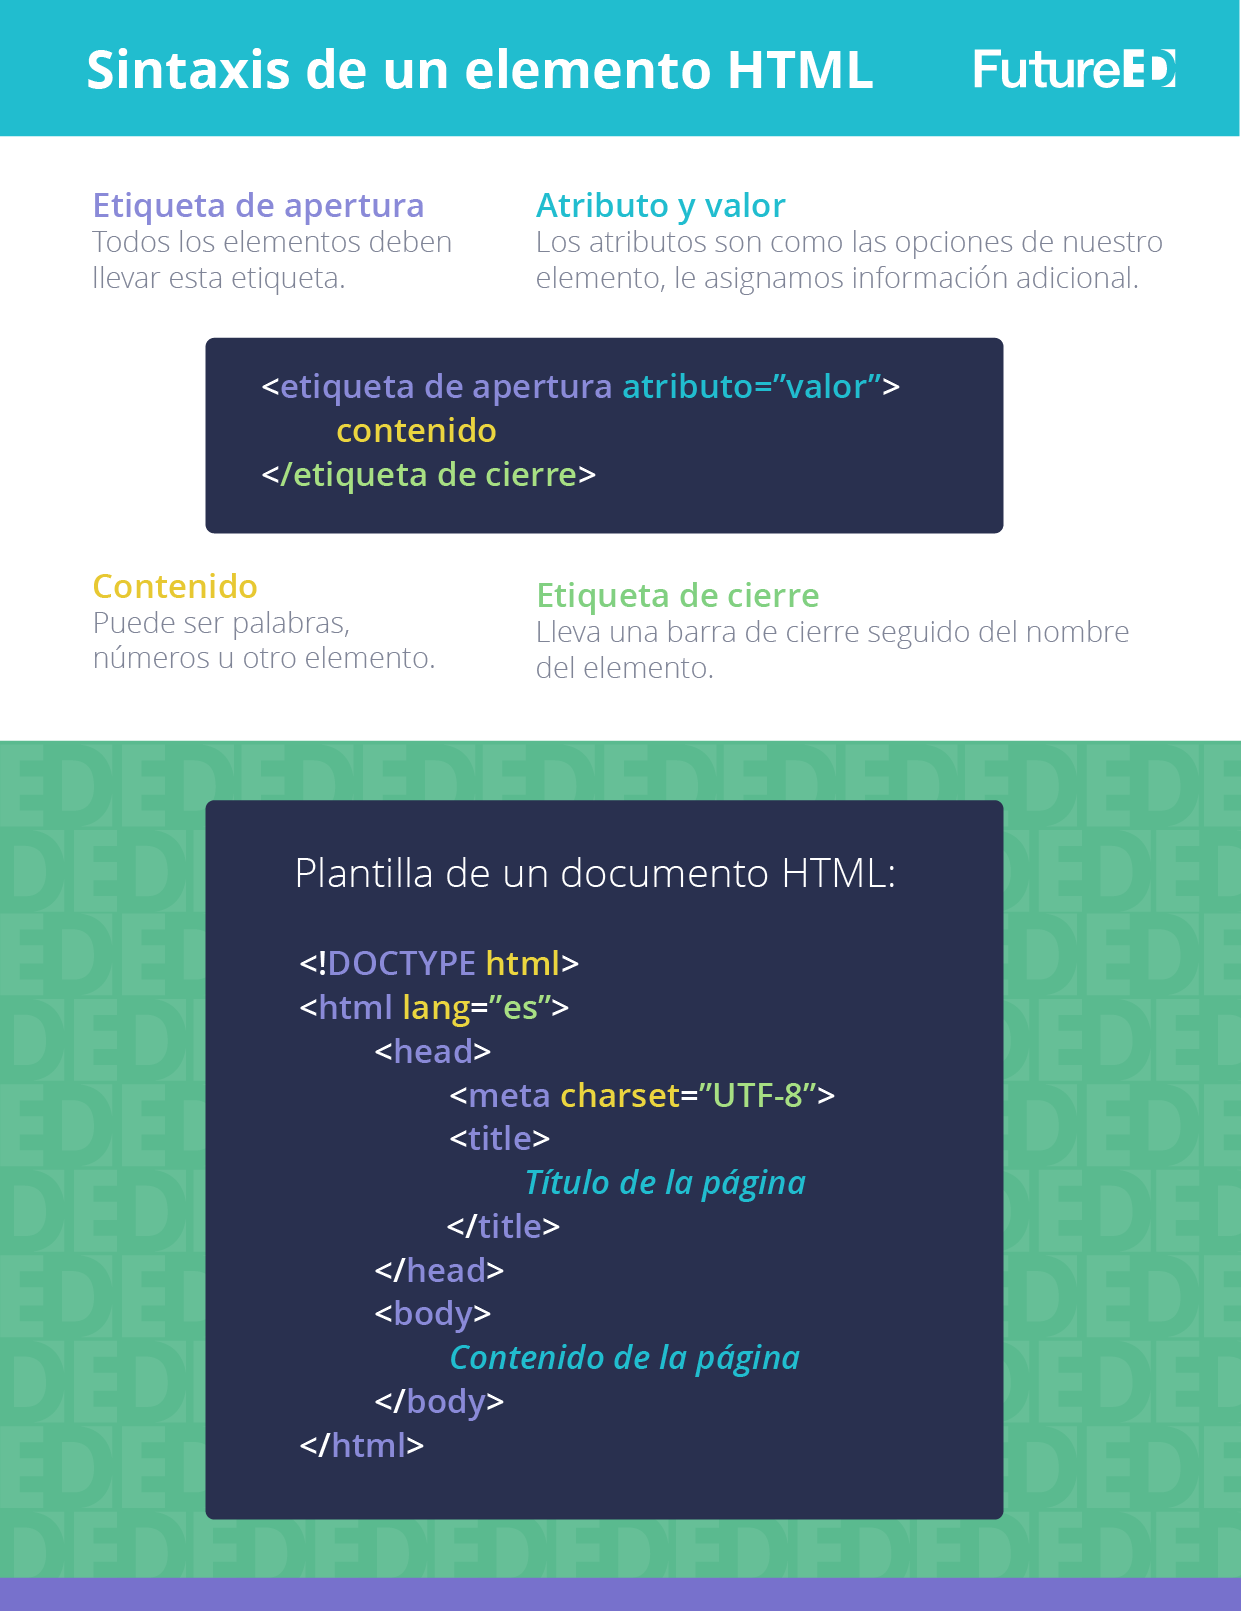 Sintaxis de un elemento HTML
FutureED
Etiqueta de apertura
Todos los elementos deben
llevar esta etiqueta.
Atributo y valor
Los atributos son como las opciones de nuestro
elemento, le asignamos información adicional.
<etiqueta de apertura atributo=”valor”>
contenido
</etiqueta de cierre>
Contenido
Puede ser palabras,
números u otro elemento.
Etiqueta de cierre
Lleva una barra de cierre seguido del nombre
del elemento.
Plantilla de un documento HTML:
<!DOCTYPE html>
<html lang=”es”>
<head>
<meta charset=”UTF-8”>
<title>
Título de la página
</title>
</head>
<body>
Contenido de la página
</body>
</html>